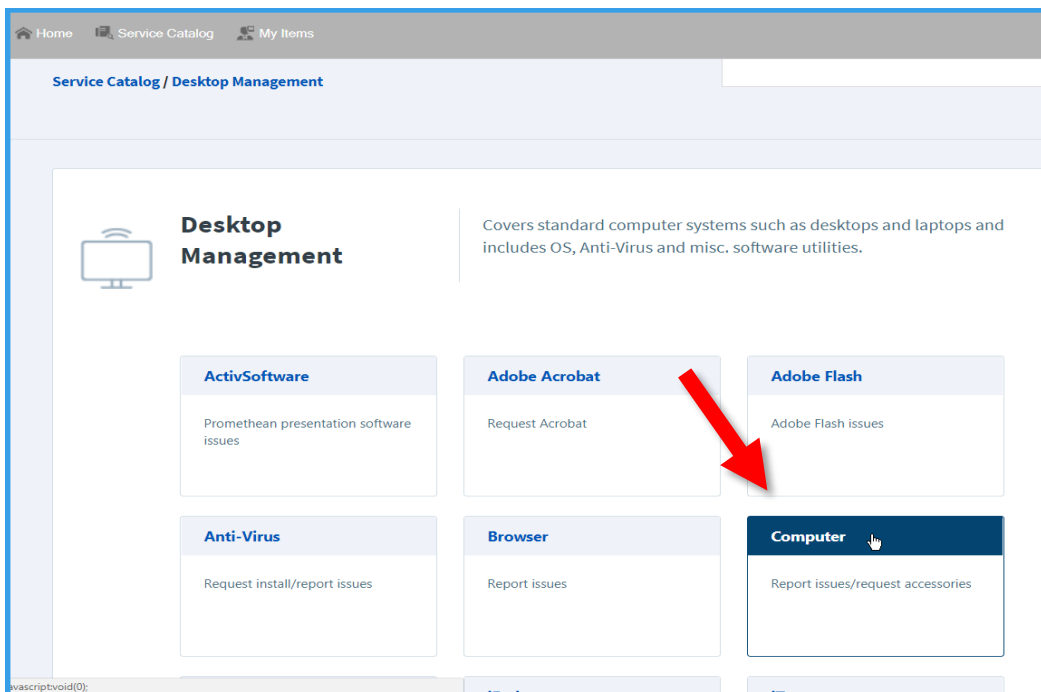 Home Service Catalog My Items
Service Catalog / Desktop Management
Desktop
Management
Covers standard computer systems such as desktops and laptops and
includes OS, Anti-Virus and misc. software utilities.
ActivSoftware
Promethean presentation software
issues
Adobe Acrobat
Request Acrobat
Adobe Flash
Adobe Flash issues
Anti-Virus
Request install/report issues
Browser
Report issues
Computer
Report issues/request accessories
avascript:void(0);